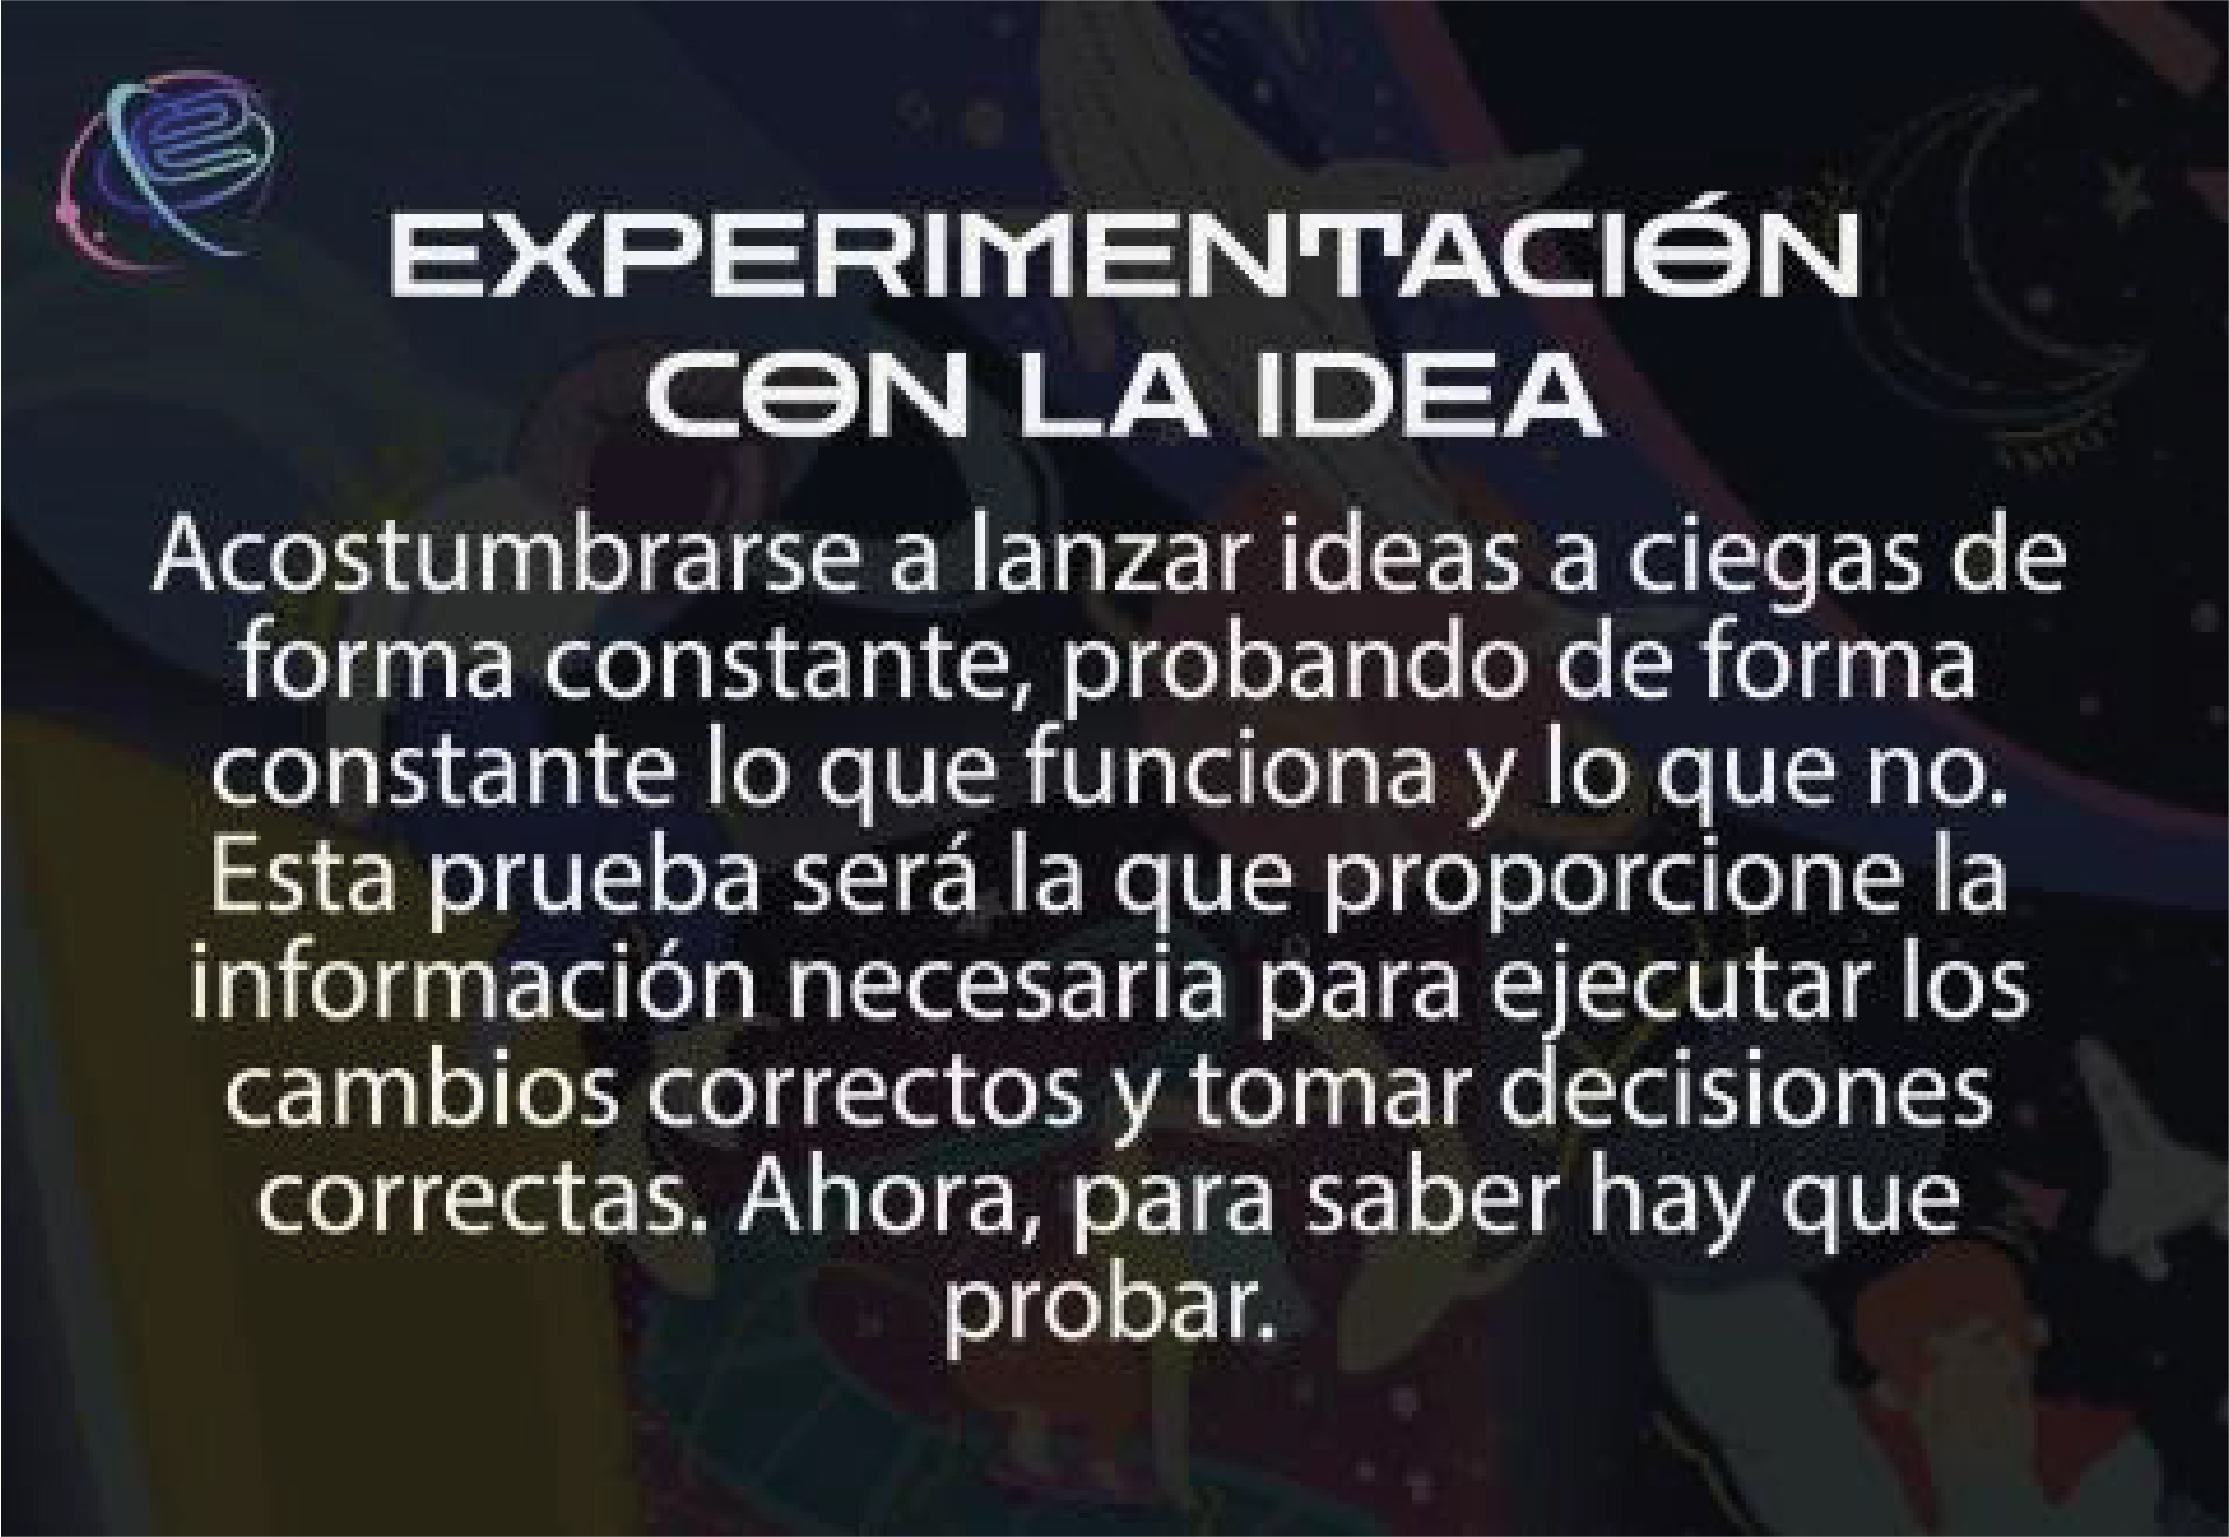 EXPERIMENTACIÓN
CON LA IDEA
Acostumbrarse a lanzar ideas a ciegas de
forma constante, probando de forma
constante lo que funciona y lo que no.
Esta prueba será la que proporcione la
información necesaria para ejecutar los
cambios correctos y tomar decisiones
correctas. Ahora, para saber hay que
probar.